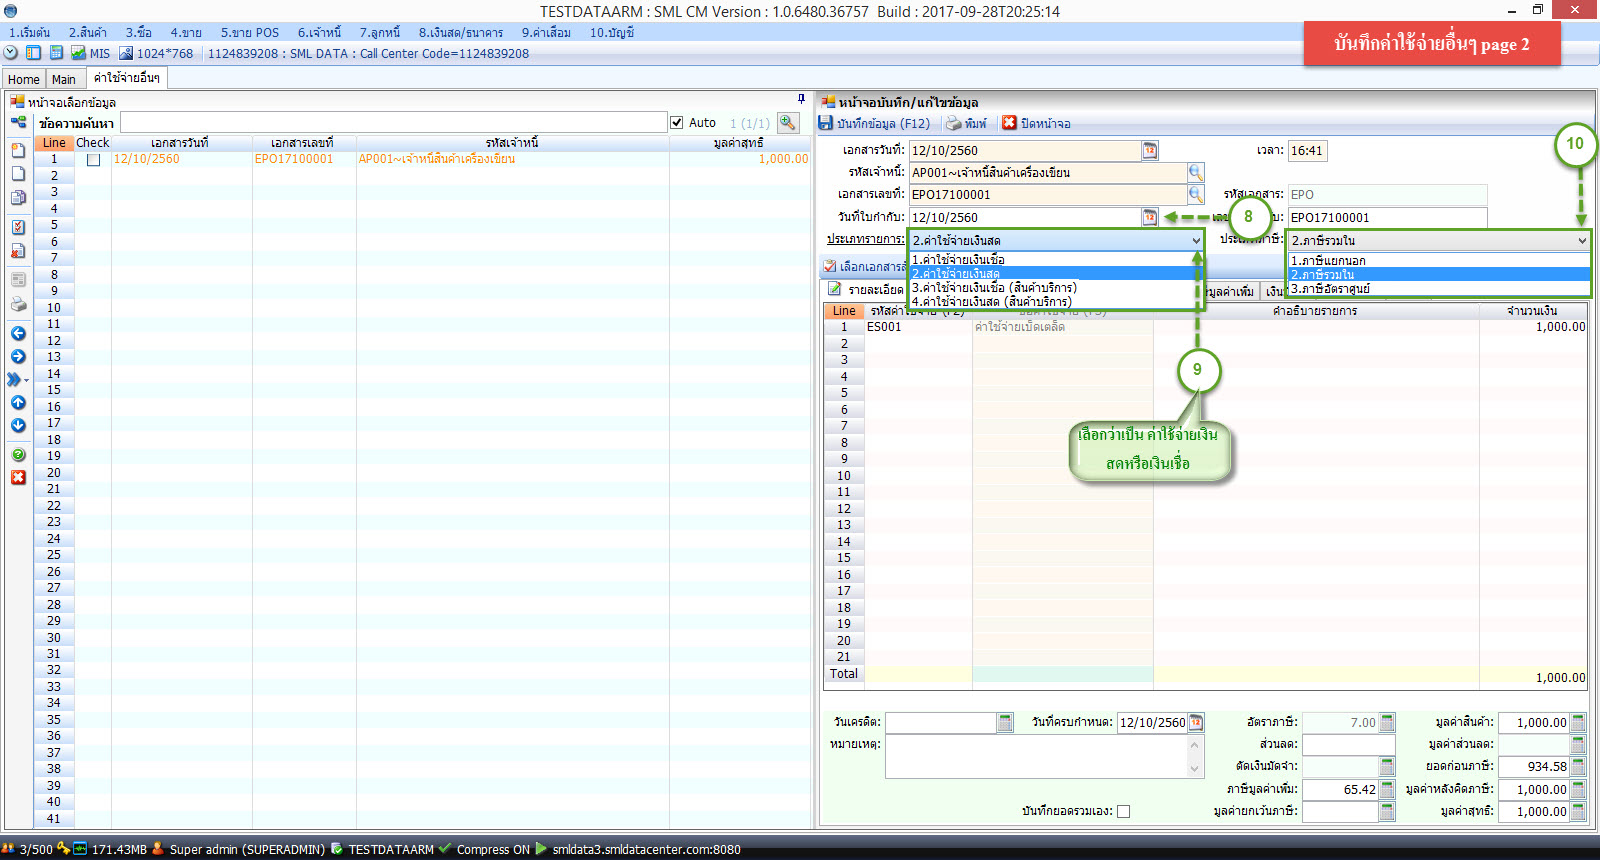 TESTDATAARM : SML CM Version : 1.0.6480.36757 Build : 2017-09-28T20:25:14
1.เริ่มต้น 2.สินค้า 3.ซื้อ 4.ขาย 5.ขาย POS 6.เจ้าหนี้ 7.ลูกหนี้ 8.เงินสด/ธนาคาร 9.ค่าเสื่อม 10.บัญชี
บันทึกค่าใช้จ่ายอื่นๆ page 2
MIS 1024*768 1124839208 : SML DATA : Call Center Code=1124839208
Home Main ค่าใช้จ่ายอื่นๆ
หน้าจอเลือกข้อมูล
ข้อความค้นหา Auto 1 (1/1)
Line Check เอกสารวันที่ เอกสารเลขที่ รหัสเจ้าหนี้ มูลค่าสุทธิ
1 12/10/2560 EPO17100001 AP001~เจ้าหนี้สินค้าเครื่องเขียน 1,000.00
2
3
4
5
6
7
8
9
10
11
12
13
14
15
16
17
18
19
20
21
22
23
24
25
26
27
28
29
30
31
32
33
34
35
36
37
38
39
40
41
หน้าจอบันทึก/แก้ไขข้อมูล
บันทึกข้อมูล (F12) พิมพ์ ปิดหน้าจอ
เอกสารวันที่: 12/10/2560 เวลา: 16:41
10
รหัสเจ้าหนี้: AP001~เจ้าหนี้สินค้าเครื่องเขียน
เอกสารเลขที่: EPO17100001 รหัสเอกสาร: EPO
วันที่ใบกำกับ: 12/10/2560 8 EPO17100001
ประเภทรายการ: 2.ค่าใช้จ่ายเงินสด ประเภทภาษี: 2.ภาษีรวมใน
1.ค่าใช้จ่ายเงินเชื่อ 1.ภาษีแยกนอก
2.ค่าใช้จ่ายเงินสด 2.ภาษีรวมใน
3.ค่าใช้จ่ายเงินเชื่อ (สินค้าบริการ) 3.ภาษีอัตราศูนย์
4.ค่าใช้จ่ายเงินสด (สินค้าบริการ)
เลือกเอกสาร
รายละเอียด มูลค่าเพิ่ม
Line คำอธิบายรายการ จำนวนเงิน
1 ES001 ค่าใช้จ่ายเบ็ดเตล็ด 1,000.00
2
3
4
5
6
7
8
9
10
11
12
13
14
15
16
17
18
19
20
21
Total 1,000.00
9
เลือกว่าเป็น ค่าใช้จ่ายเงิน
สดหรือเงินเชื่อ
วันเครดิต: วันที่ครบกำหนด: 12/10/2560 อัตราภาษี: 7.00 มูลค่าสินค้า: 1,000.00
หมายเหตุ: ส่วนลด: มูลค่าส่วนลด:
ตัดเงินมัดจำ: ยอดก่อนภาษี: 934.58
ภาษีมูลค่าเพิ่ม: 65.42 มูลค่าหลังคิดภาษี: 1,000.00
บันทึกยอดรวมเอง: มูลค่ายกเว้นภาษี: มูลค่าสุทธิ: 1,000.00
3/500 171.43MB Super admin (SUPERADMIN) TESTDATAARM Compress ON smldata3.smldatacenter.com:8080